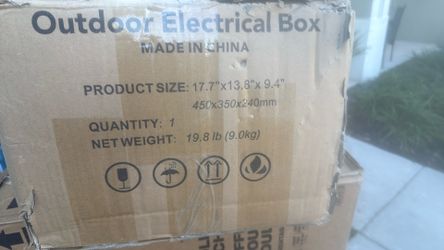 Outdoor Electrical Box
MADE IN CHINA
PRODUCT SIZE: 17.7"x13.8"x 9.4"
450x350x240mm
QUANTITY: 1
NET WEIGHT: 19.8 lb (9.0kg)